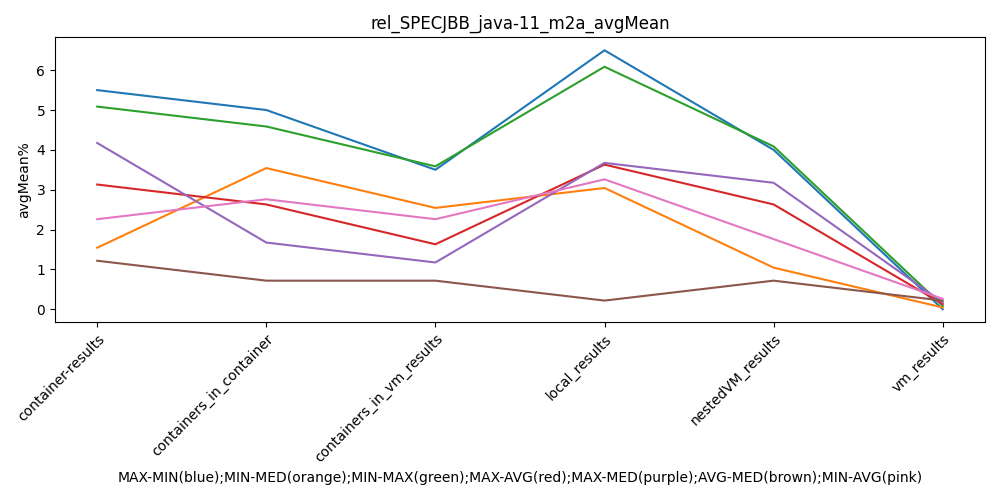 rel_SPECJBB_java-11_m2a_avgMean
avgMean%
6
5
4
3
2
1
0
container-results
containers_in_container
containers_in_vm_results
local_results
nestedVM_results
vm_results
MAX-MIN(blue);MIN-MED(orange);MIN-MAX(green);MAX-AVG(red);MAX-MED(purple);AVG-MED(brown);MIN-AVG(pink)